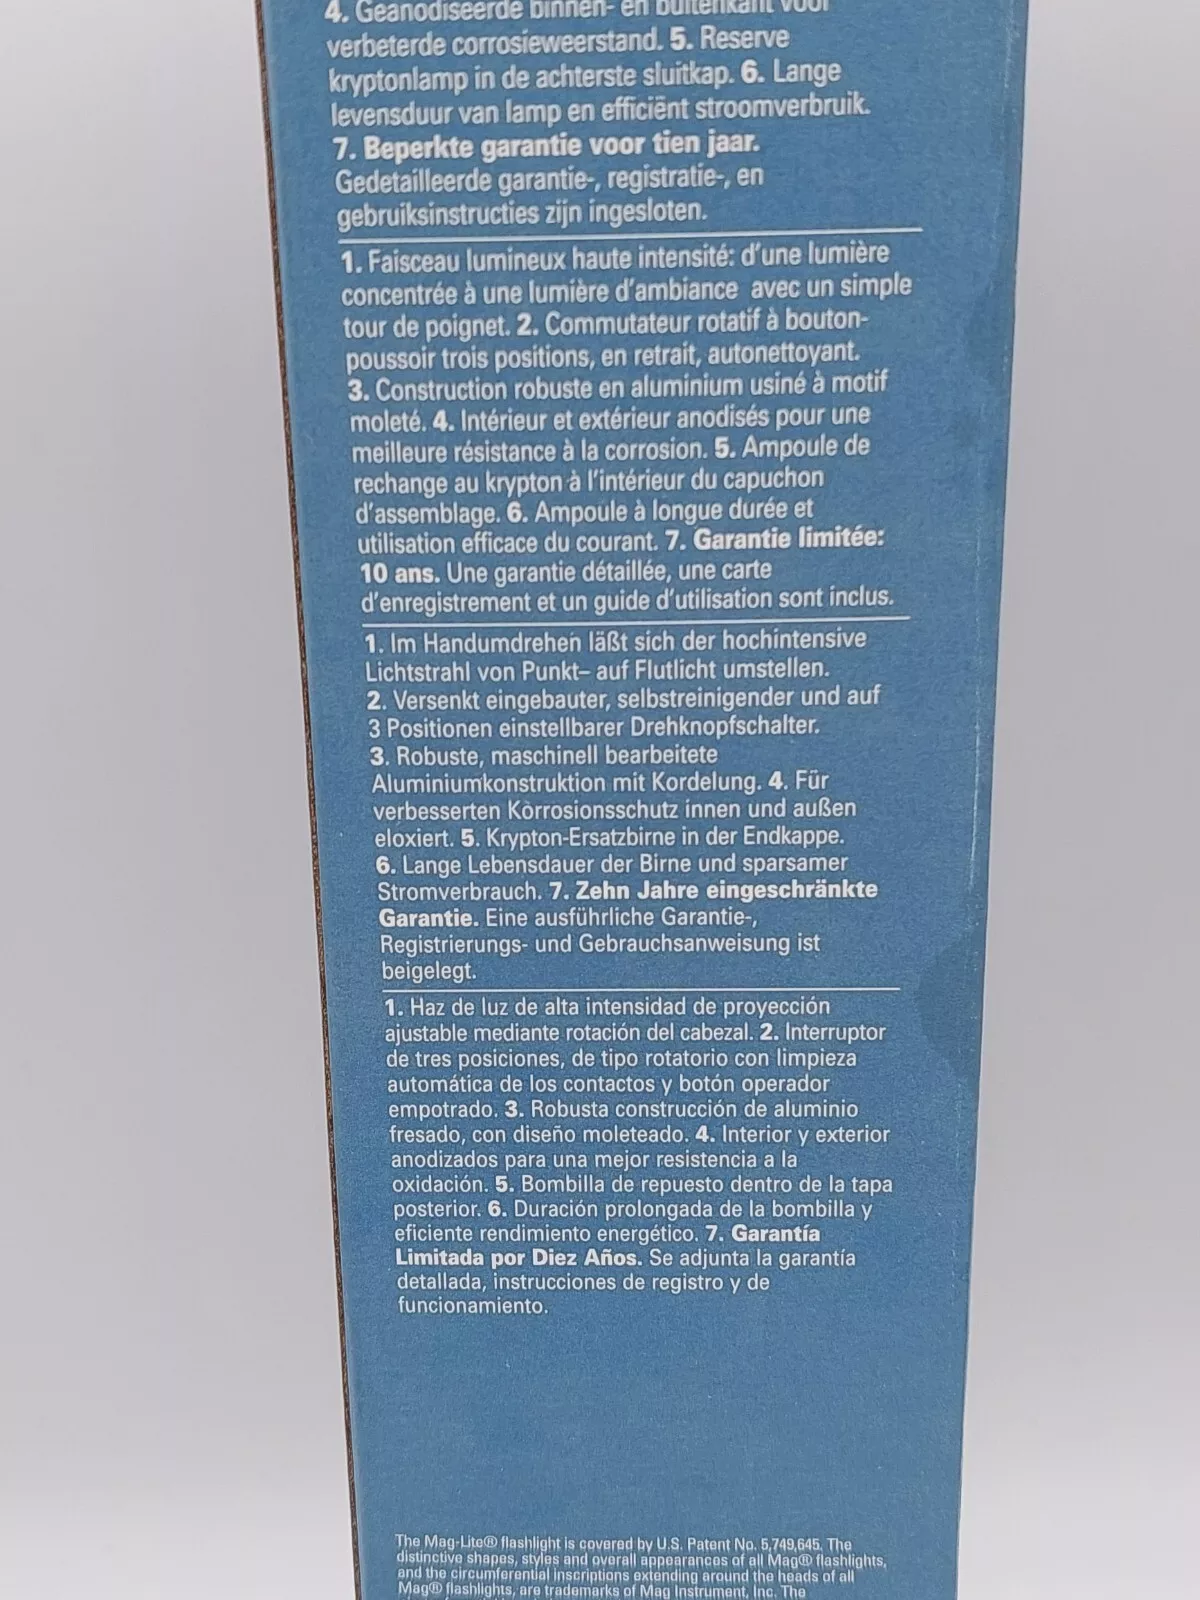 4. Geanodiseerde binnen- en buitenkant voor
verbeterde corrosieweerstand. 5. Reserve
kryptonlamp in de achterste sluitkap. 6. Lange
levensduur van lamp en efficiënt stroomverbruik.
7. Beperkte garantie voor tien jaar.
Gedetailleerde garantie-, registratie-, en
gebruiksinstructies zijn ingesloten.
1. Faisceau lumineux haute intensité: d'une lumière
concentrée à une lumière d'ambiance avec un simple
tour de poignet. 2. Commutateur rotatif à bouton-
poussoir trois positions, en retrait, autonettoyant.
3. Construction robuste en aluminium usiné à motif
moleté. 4. Intérieur et extérieur anodisés pour une
meilleure résistance à la corrosion. 5. Ampoule de
rechange au krypton à l'intérieur du capuchon
d'assemblage. 6. Ampoule à longue durée et
utilisation efficace du courant. 7. Garantie limitée:
10 ans. Une garantie détaillée, une carte
d'enregistrement et un guide d'utilisation sont inclus.
1. Im Handumdrehen läßt sich der hochintensive
Lichtstrahl von Punkt– auf Flutlicht umstellen.
2. Versenkt eingebauter, selbstreinigender und auf
3 Positionen einstellbarer Drehknopfschalter.
3. Robuste, maschinell bearbeitete
Aluminiumkonstruktion mit Kordelung. 4. Für
verbesserten Korrosionsschutz innen und außen
eloxiert. 5. Krypton-Ersatzbirne in der Endkappe.
6. Lange Lebensdauer der Birne und sparsamer
Stromverbrauch. 7. Zehn Jahre eingeschränkte
Garantie. Eine ausführliche Garantie-,
Registrierungs- und Gebrauchsanweisung ist
beigelegt.
1. Haz de luz de alta intensidad de proyección
ajustable mediante rotación del cabezal. 2. Interruptor
de tres posiciones, de tipo rotatorio con limpieza
automática de los contactos y botón operador
empotrado. 3. Robusta construcción de aluminio
fresado, con diseño moleteado. 4. Interior y exterior
anodizados para una mejor resistencia a la
oxidación. 5. Bombilla de repuesto dentro de la tapa
posterior. 6. Duración prolongada de la bombilla y
eficiente rendimiento energético. 7. Garantía
Limitada por Diez Años. Se adjunta la garantía
detallada, instrucciones de registro y de
funcionamiento.
The Mag-Lite® flashlight is covered by U.S. Patent No. 5,749,645. The
distinctive shapes, styles and overall appearances of all Mag® flashlights,
and the circumferential inscriptions extending around the heads of all
Mag® flashlights, are trademarks of Mag Instrument, Inc. The